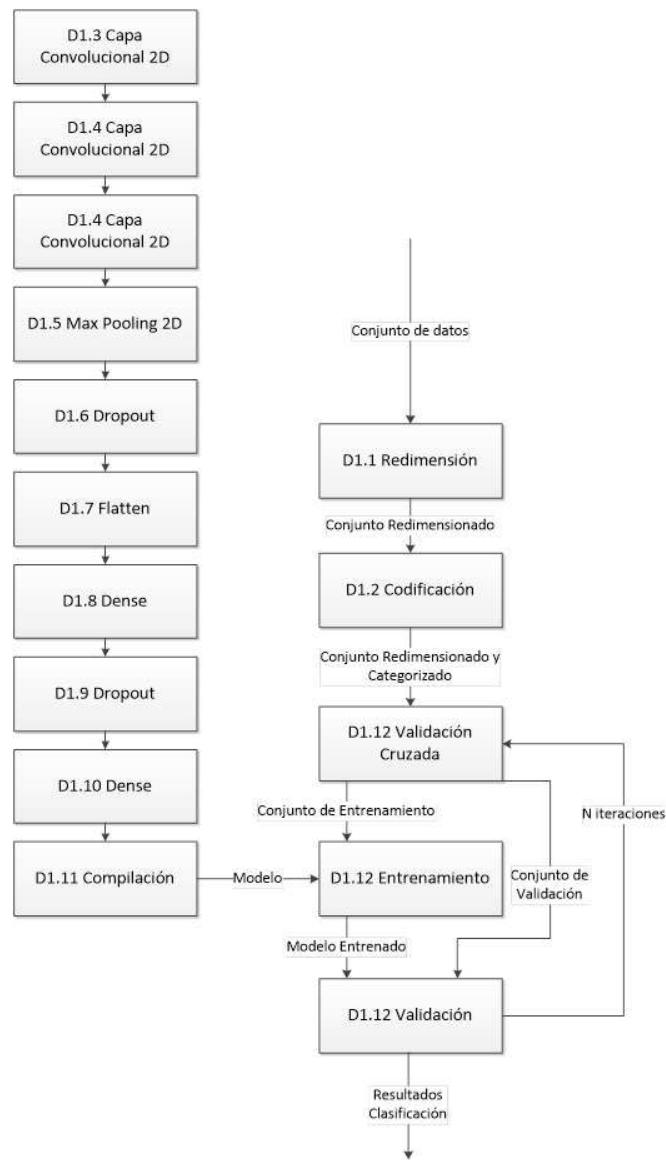 D1.3 Capa
Convolucional 2D
D1.4 Capa
Convolucional 2D
D1.4 Capa
Convolucional 2D
D1.5 Max Pooling 2D
D1.6 Dropout
D1.7 Flatten
D1.8 Dense
D1.9 Dropout
D1.10 Dense
D1.11 Compilación
Modelo
Conjunto de datos
D1.1 Redimensión
Conjunto Redimensionado
D1.2 Codificación
Conjunto Redimensionado y
Categorizado
D1.12 Validación
Cruzada
Conjunto de Entrenamiento
N iteraciones
D1.12 Entrenamiento
Conjunto de
Validación
Modelo Entrenado
D1.12 Validación
Resultados
Clasificación